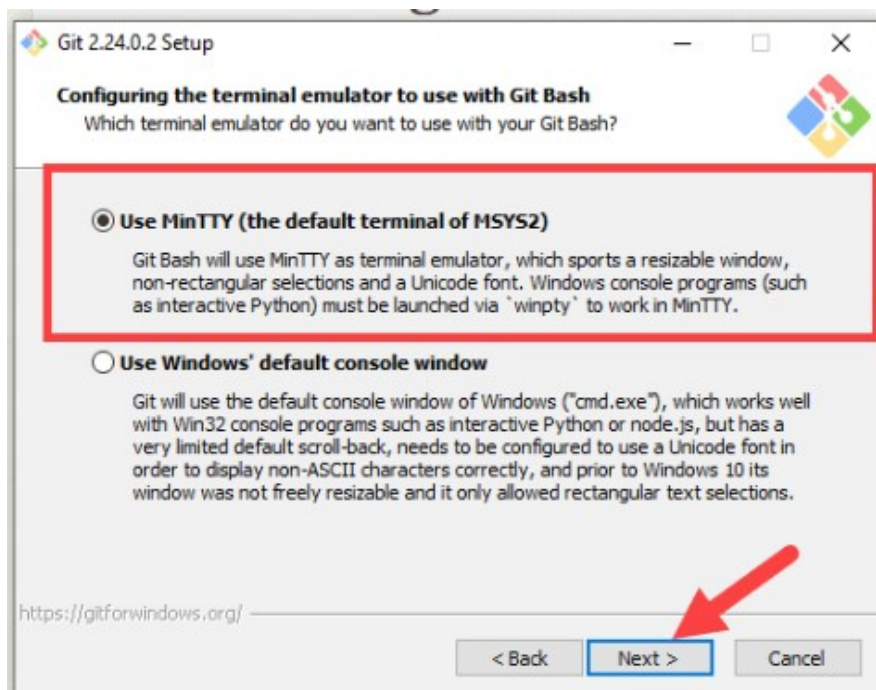 Git 2.24.0.2 Setup
Configuring the terminal emulator to use with Git Bash
Which terminal emulator do you want to use with your Git Bash?
Use MinTTY (the default terminal of MSYS2)
Git Bash will use MinTTY as terminal emulator, which sports a resizable window,
non-rectangular selections and a Unicode font. Windows console programs (such
as interactive Python) must be launched via `winpty` to work in MinTTY.
Use Windows' default console window
Git will use the default console window of Windows ("cmd.exe"), which works well
with Win32 console programs such as interactive Python or node.js, but has a
very limited default scroll-back, needs to be configured to use a Unicode font in
order to display non-ASCII characters correctly, and prior to Windows 10 its
window was not freely resizable and it only allowed rectangular text selections.
https://gitforwindows.org/
< Back Next > Cancel